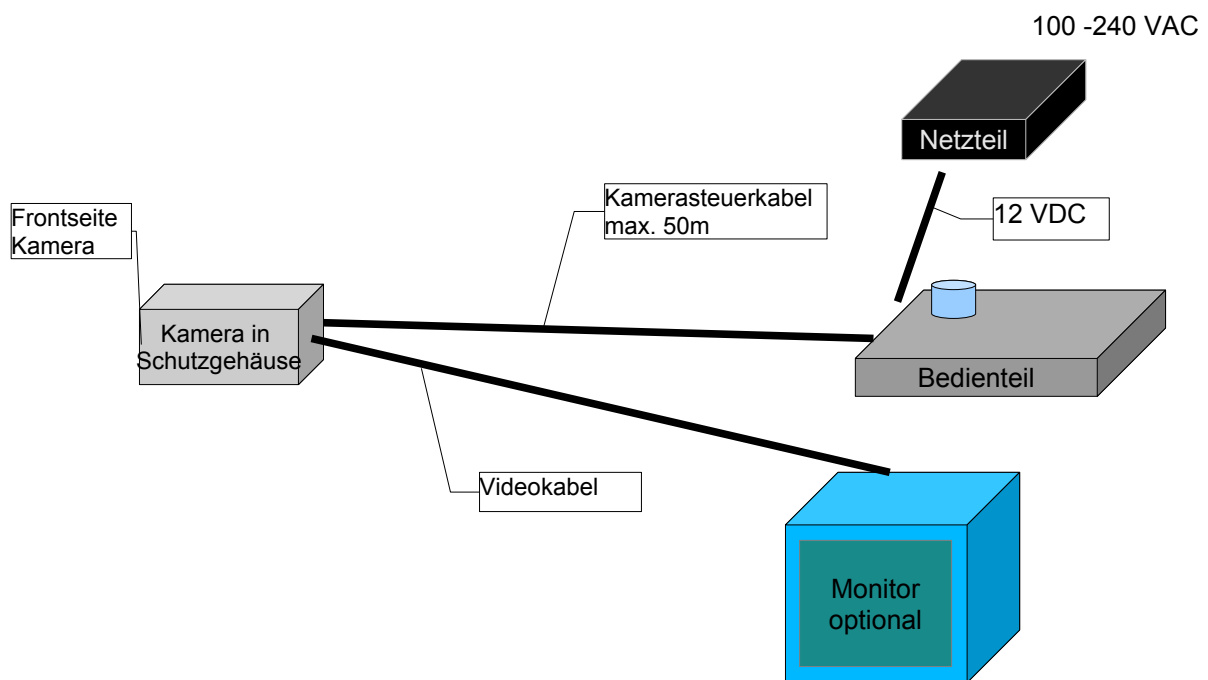 100 -240 VAC
Netzteil
Kamerasteuerkabel
max. 50m
12 VDC
Frontseite
Kamera
Kamera in
Schutzgehäuse
Bedienteil
Videokabel
Monitor
optional